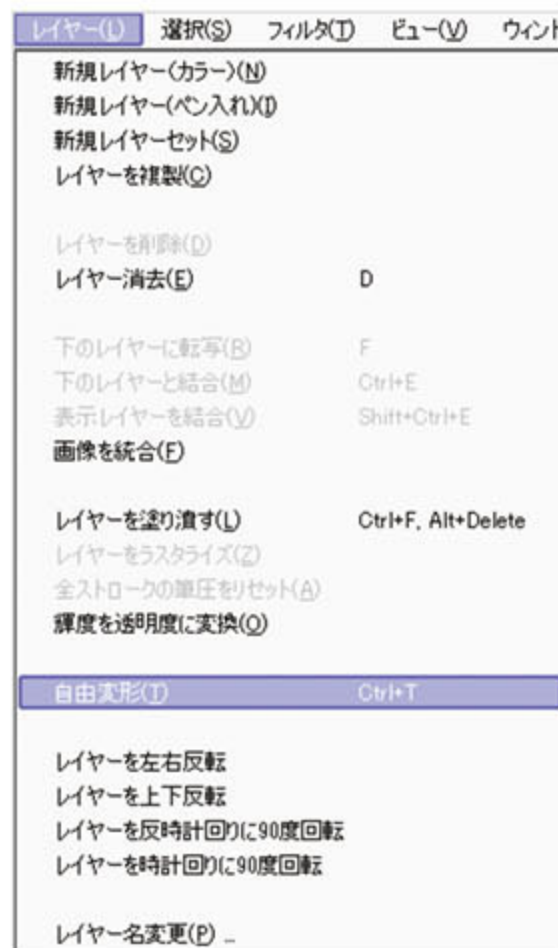 レイヤー(L) 選択(S) フィルタ(T) ビュー(V) ウィント
新規レイヤー(カラー)(N)
新規レイヤー(ペン入れ)(I)
新規レイヤーセット(S)
レイヤーを複製(C)
レイヤーを削除(D)
レイヤー消去(E) D
下のレイヤーに転写(R) F
下のレイヤーと結合(M) Ctrl+E
表示レイヤーを結合(V) Shift+Ctrl+E
画像を統合(F)
レイヤーを塗り潰す(L) Ctrl+F, Alt+Delete
レイヤーをラスタライズ(Z)
全ストロークの筆圧をリセット(A)
輝度を透明度に変換(O)
自由変形(T) Ctrl+T
レイヤーを左右反転
レイヤーを上下反転
レイヤーを反時計回りに90度回転
レイヤーを時計回りに90度回転
レイヤー名変更(P) ...